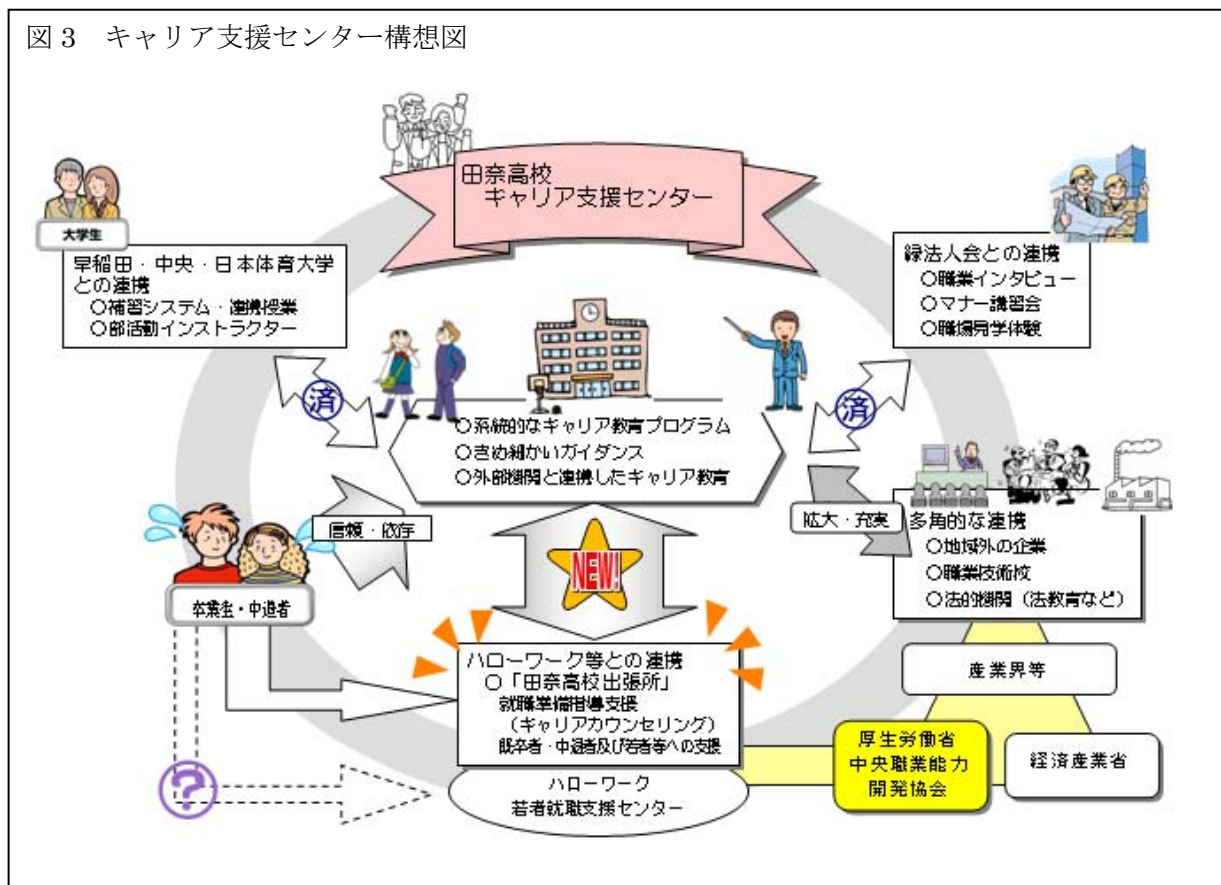 図3 キャリア支援センター構想図
田奈高校
キャリア支援センター
大学生
早稲田・中央・日本体育大学
との連携
○補習システム・連携授業
○部活動インストラクター
緑法人会との連携
○職業インタビュー
○マナー講習会
○職場見学体験
済
済
○系統的なキャリア教育プログラム
○きめ細かいガイダンス
○外部機関と連携したキャリア教育
信頼・依存
拡大・充実
多角的な連携
○地域外の企業
○職業技術校
○法的機関（法教育など）
NEW!
卒業生・中退者
ハローワーク等との連携
○「田奈高校出張所」
就職準備指導支援
（キャリアカウンセリング）
既卒者・中退者及び若者等への支援
産業界等
厚生労働省
中央職業能力
開発協会
経済産業省
?
ハローワーク
若者就職支援センター